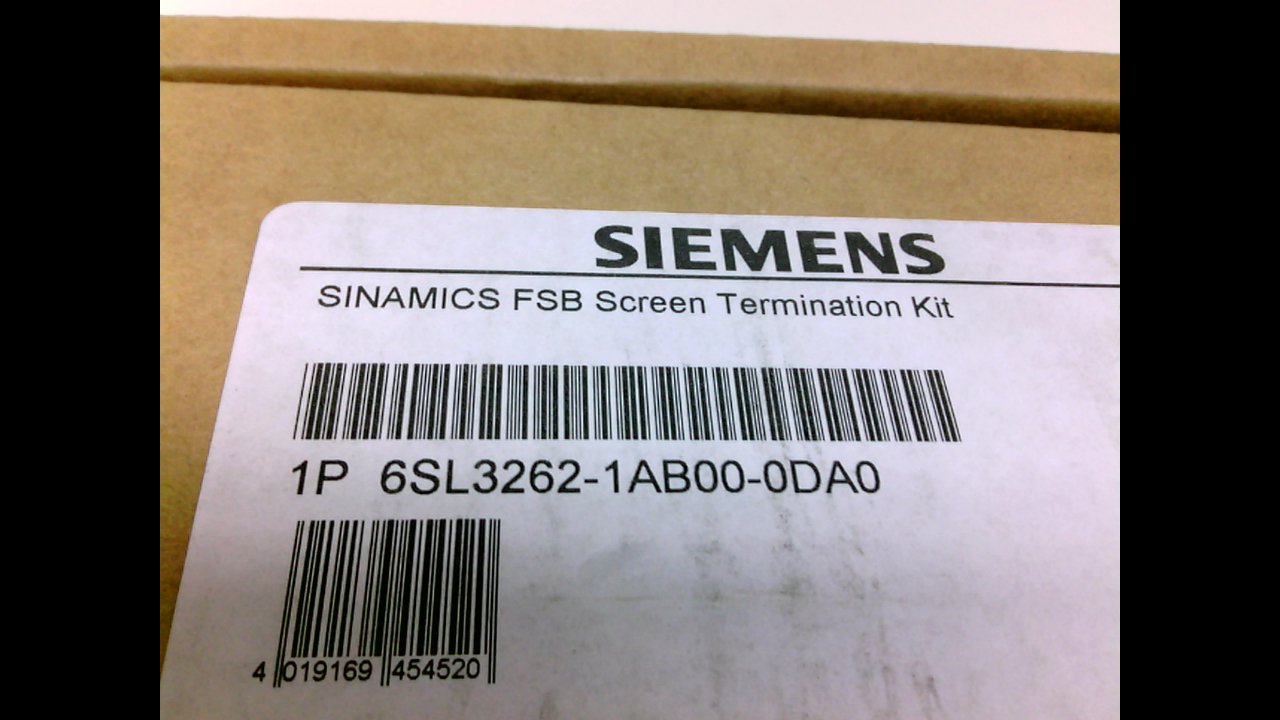 SIEMENS
SINAMICS FSB Screen Termination Kit
1P 6SL3262-1AB00-0DA0
4 019169 454520